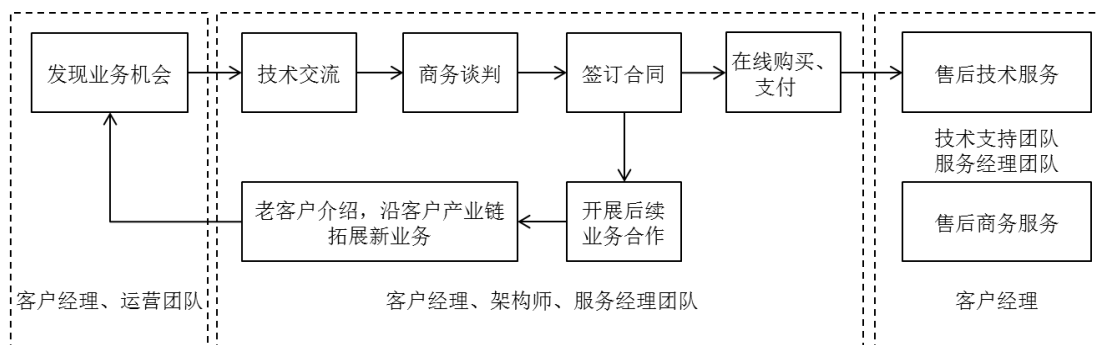 发现业务机会
技术交流
商务谈判
签订合同
在线购买、
支付
售后技术服务
技术支持团队
服务经理团队
老客户介绍，沿客户产业链
拓展新业务
开展后续
业务合作
售后商务服务
客户经理、运营团队
客户经理、架构师、服务经理团队
客户经理